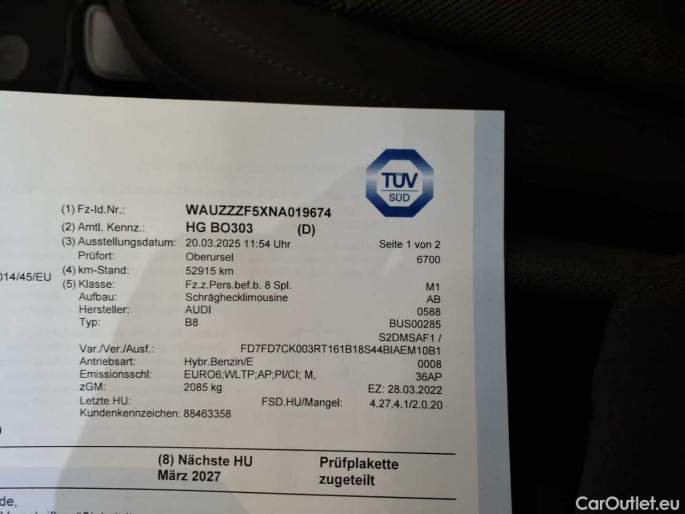 TÜV
SÜD
(1) Fz-Id.Nr.: WAUZZZF5XNA019674
(2) Amtl. Kennz.: HG BO303 (D)
(3) Ausstellungsdatum: 20.03.2025 11:54 Uhr Seite 1 von 2
Prüfort: Oberursel 6700
014/45/EU
(4) km-Stand: 52915 km
(5) Klasse: Fz.z.Pers.bef.b. 8 Spl. M1
Aufbau: Schräghecklimousine AB
Hersteller: AUDI 0588
Typ: B8 BUS00285
S2DMSAF1 /
Var./Ver./Ausf.: FD7FD7CK003RT161B18S44BIAEM10B1
Antriebsart: Hybr.Benzin/E 0008
Emissionsschl: EURO6;WLTP;AP;PI/CI; M, 36AP
zGM: 2085 kg EZ: 28.03.2022
Letzte HU: FSD.HU/Mangel: 4.27.4.1/2.0.20
Kundenkennzeichen: 88463358
(8) Nächste HU Prüfplakette
März 2027 zugeteilt
de,
CarOutlet.eu